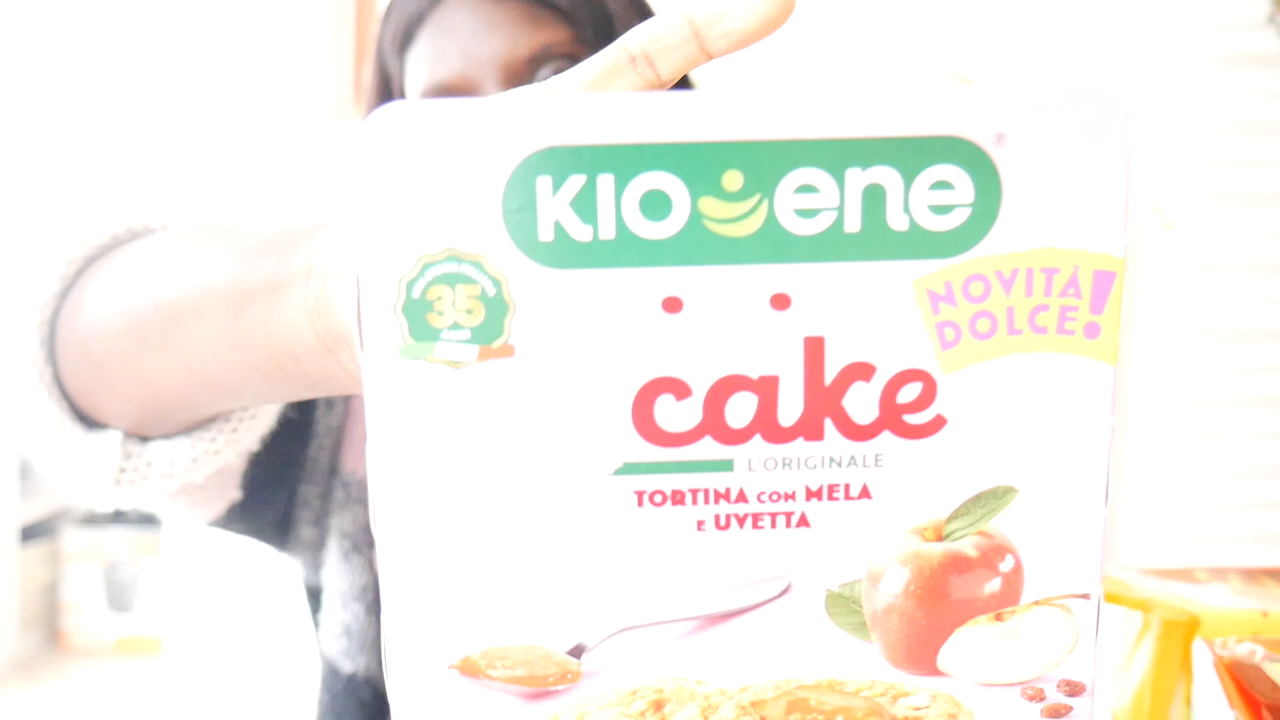 KIOENE
35
NOVITÀ
DOLCE!
cake
L'ORIGINALE
TORTINA CON MELA
E UVETTA